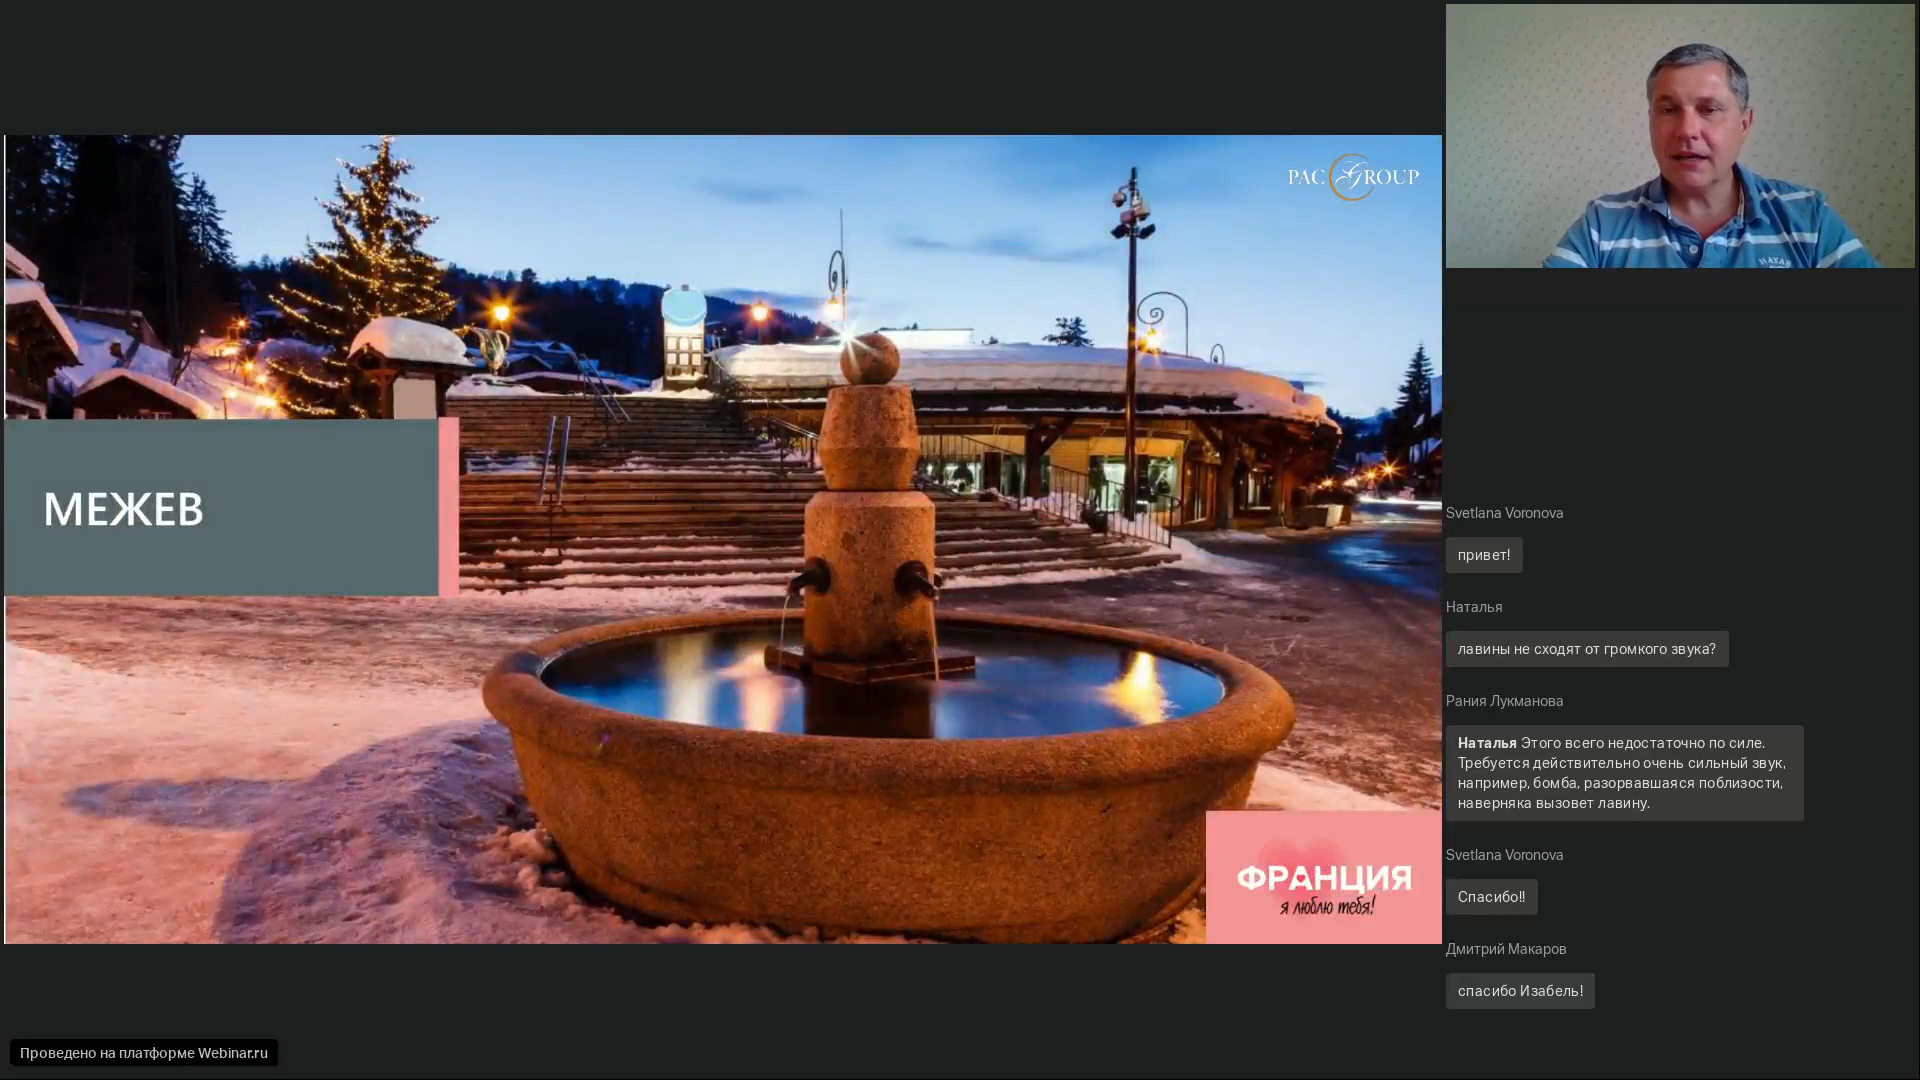 PAC GROUP
МЕЖЕВ
ФРАНЦИЯ
я люблю тебя!
Svetlana Voronova
привет!
Наталья
лавины не сходят от громкого звука?
Рания Лукманова
Наталья Этого всего недостаточно по силе.
Требуется действительно очень сильный звук,
например, бомба, разорвавшаяся поблизости,
наверняка вызовет лавину.
Svetlana Voronova
Спасибо!!
Дмитрий Макаров
спасибо Изабель!
Проведено на платформе Webinar.ru